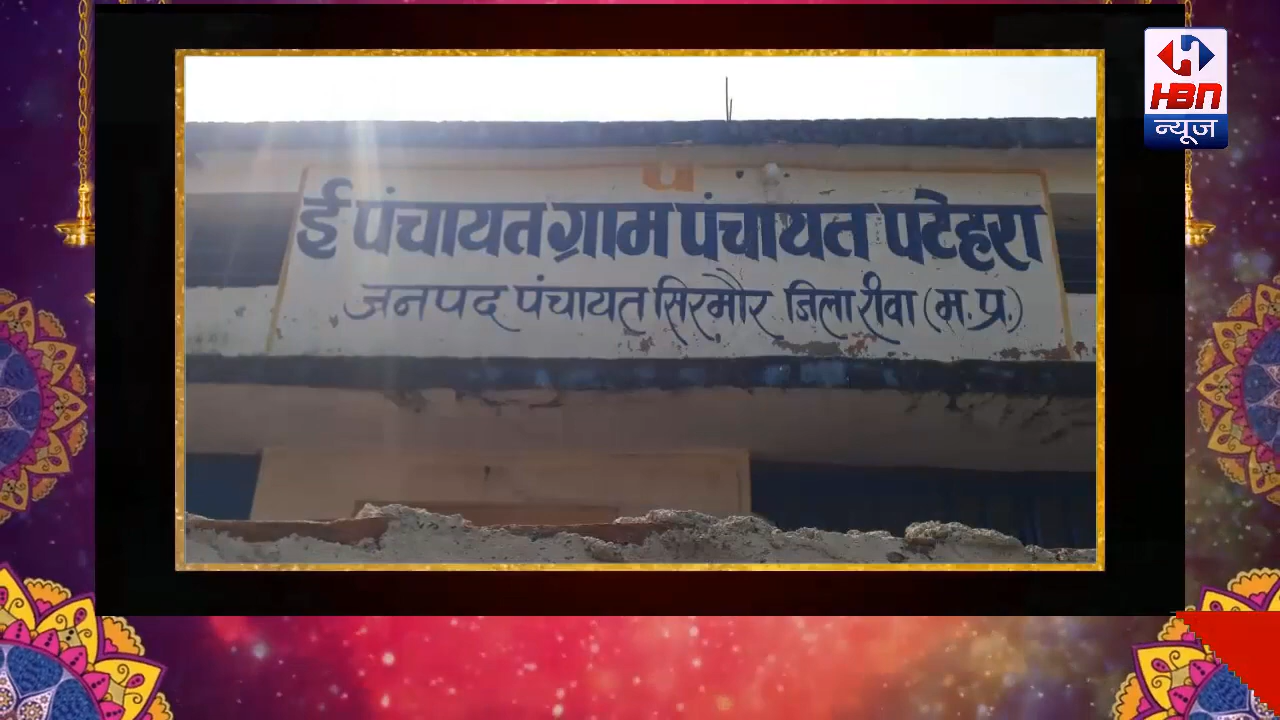 HBN
न्यूज
ई पंचायत ग्राम पंचायत पटेहरा
जनपद पंचायत सिरमौर जिला रीवा (म.प्र.)